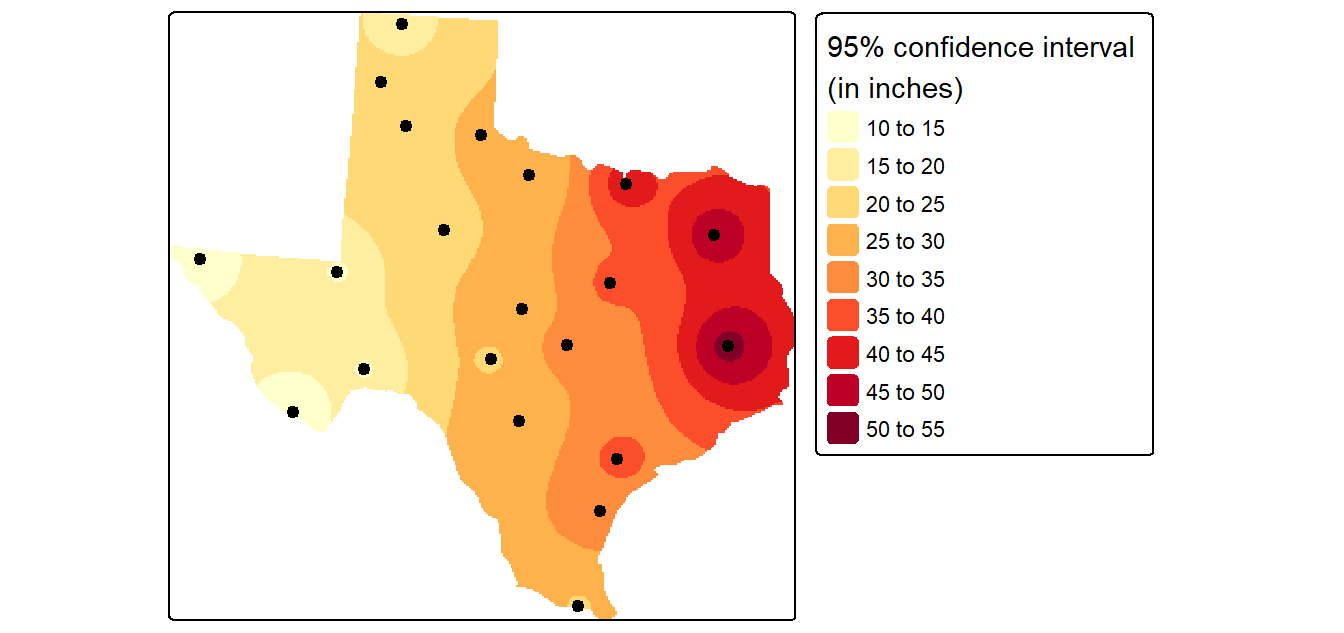 95% confidence interval
(in inches)
10 to 15
15 to 20
20 to 25
25 to 30
30 to 35
35 to 40
40 to 45
45 to 50
50 to 55